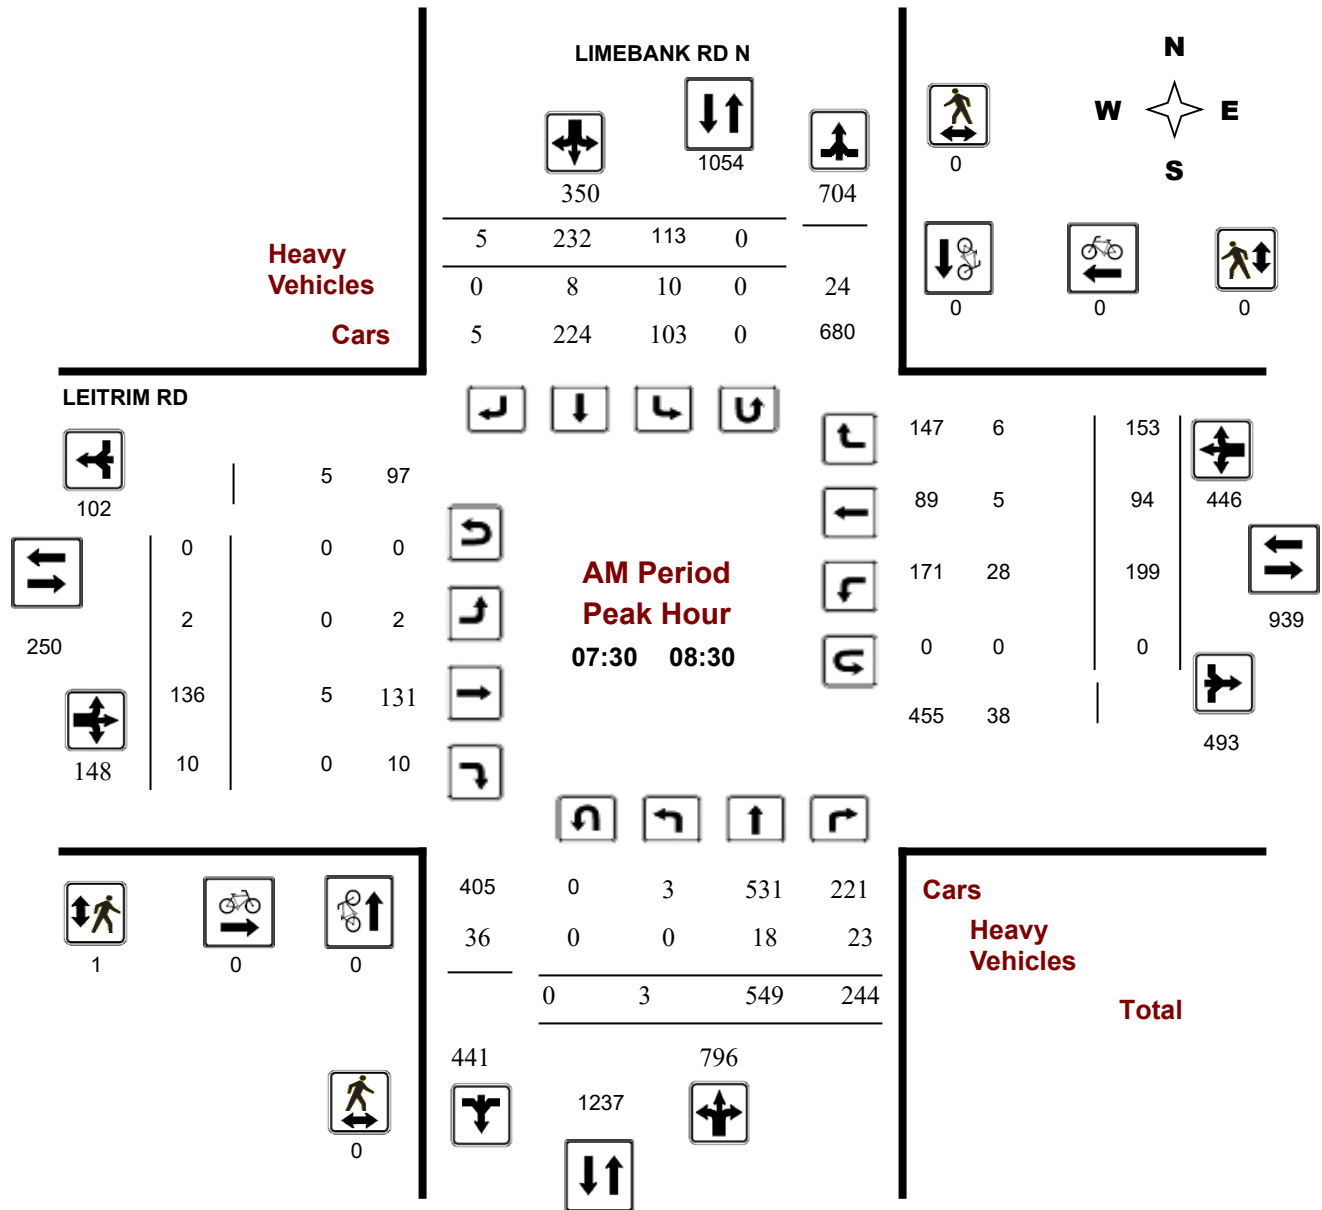 LIMEBANK RD N
N
W E
S
1054
0
350 704
5 232 113 0
Heavy
Vehicles
0 8 10 0 24
Cars
5 224 103 0 680
0 0 0
LEITRIM RD
147 6 153
102
5 97
89 5 94 446
0 0 0
AM Period
171 28 199
Peak Hour
2 0 2
939
250
07:30 08:30
0 0 0
136 5 131
455 38
493
148 10 0 10
405 0 3 531 221
Cars
36 0 0 18 23
Heavy
Vehicles
1 0 0
0 3 549 244
Total
441 796
1237
0